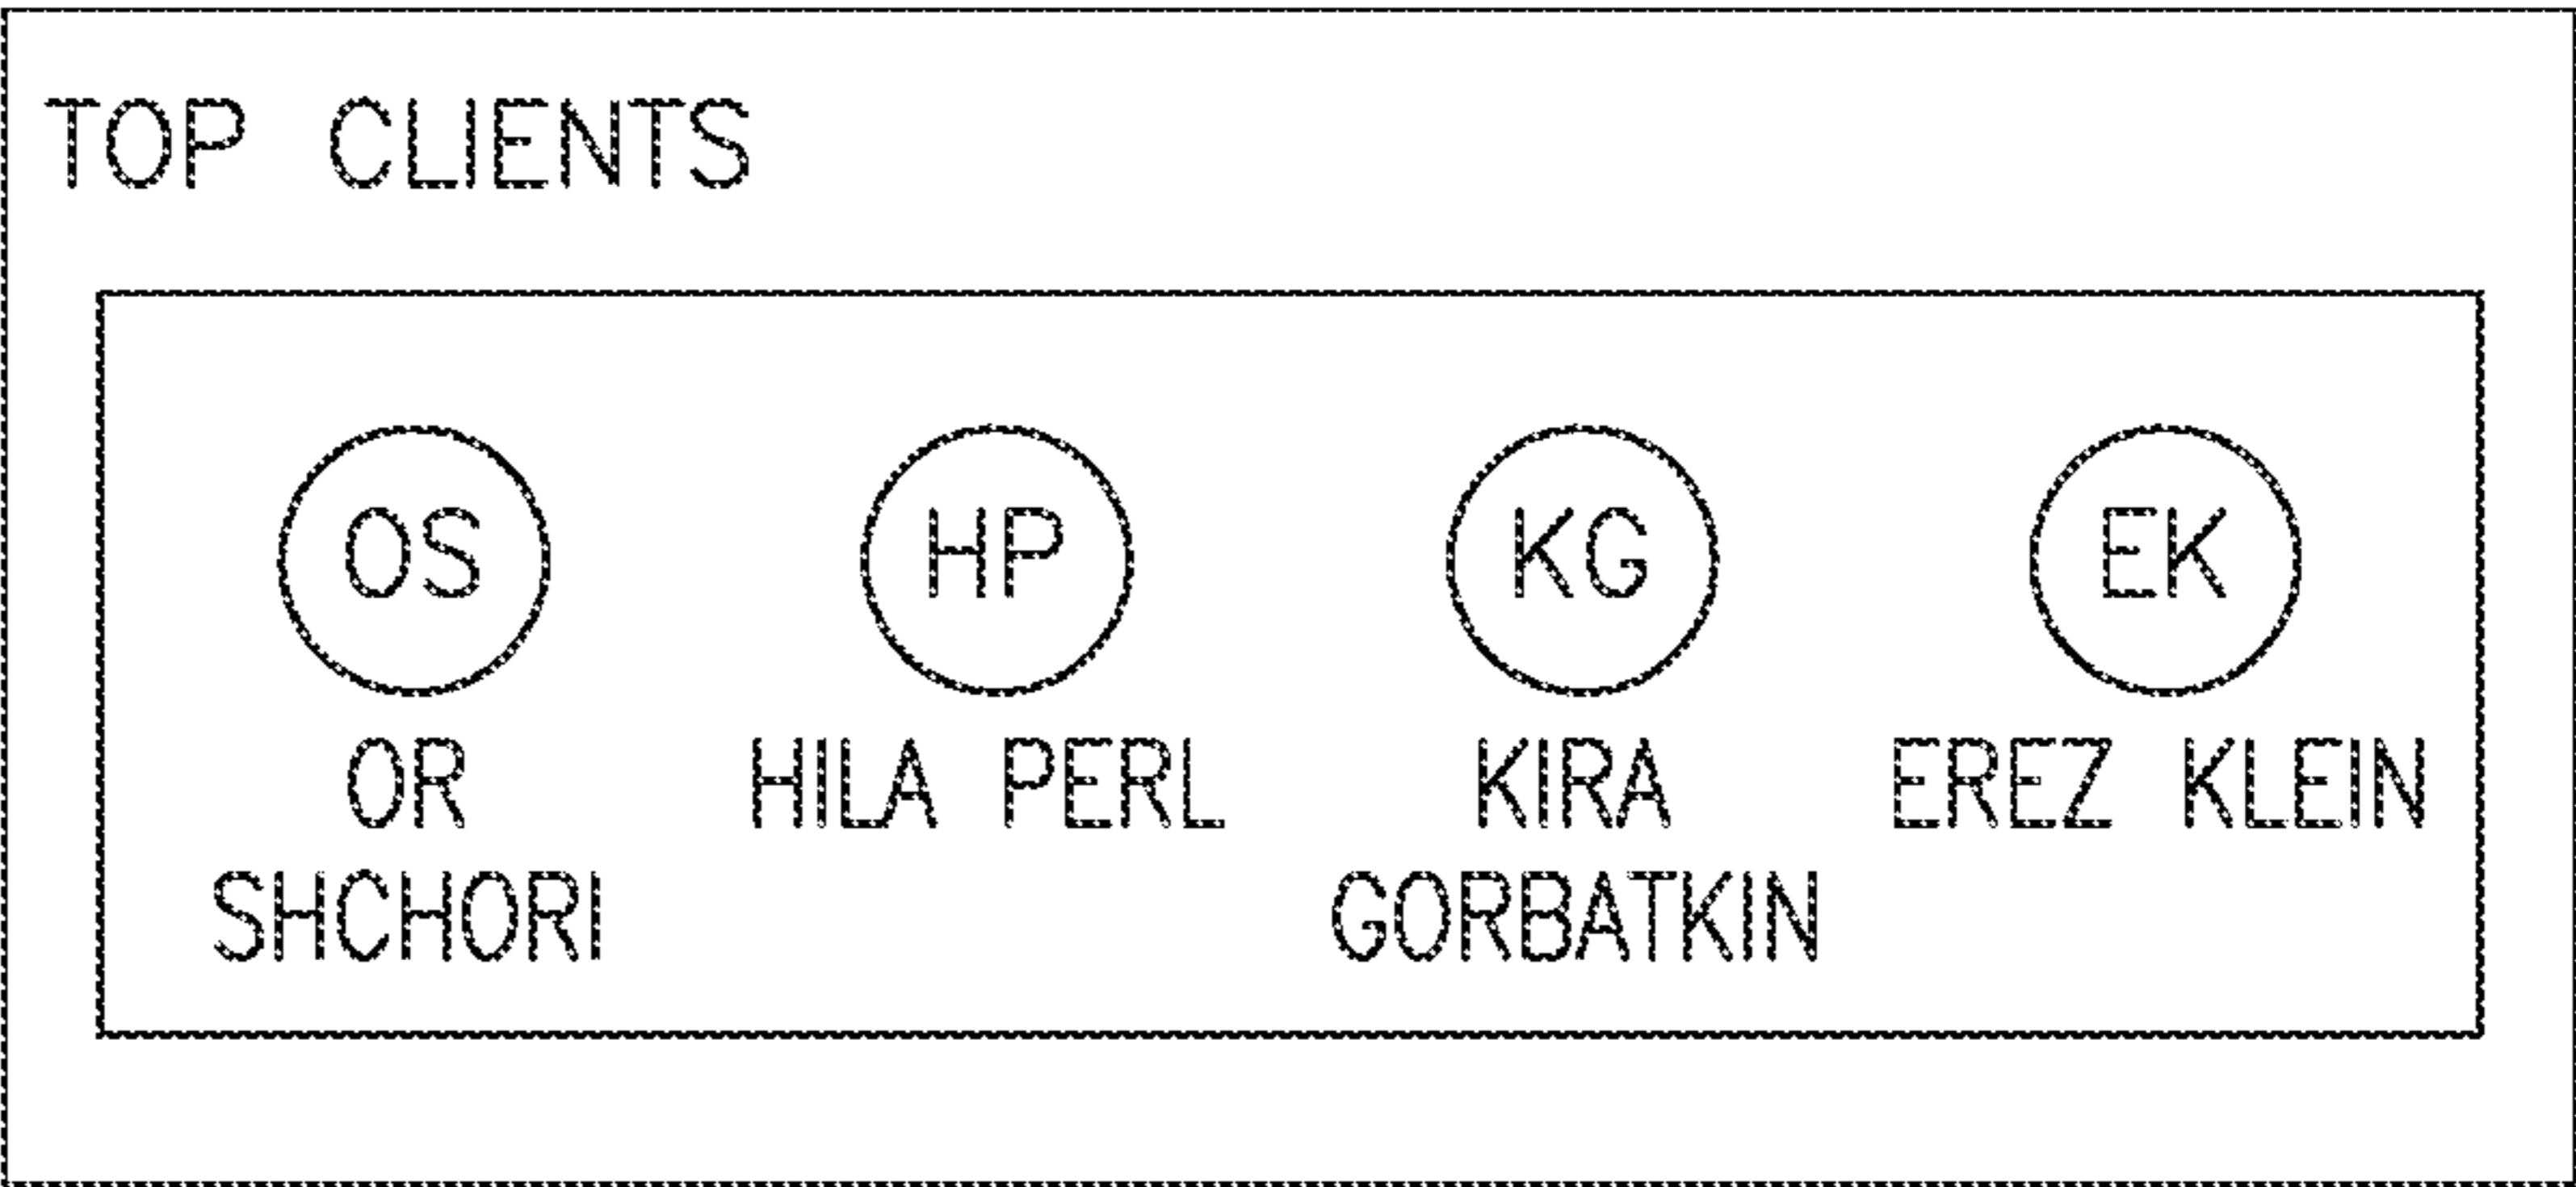 TOP CLIENTS
OS HP KG EK
OR HILA PERL KIRA EREZ KLEIN
SHCHORI GORBATKIN